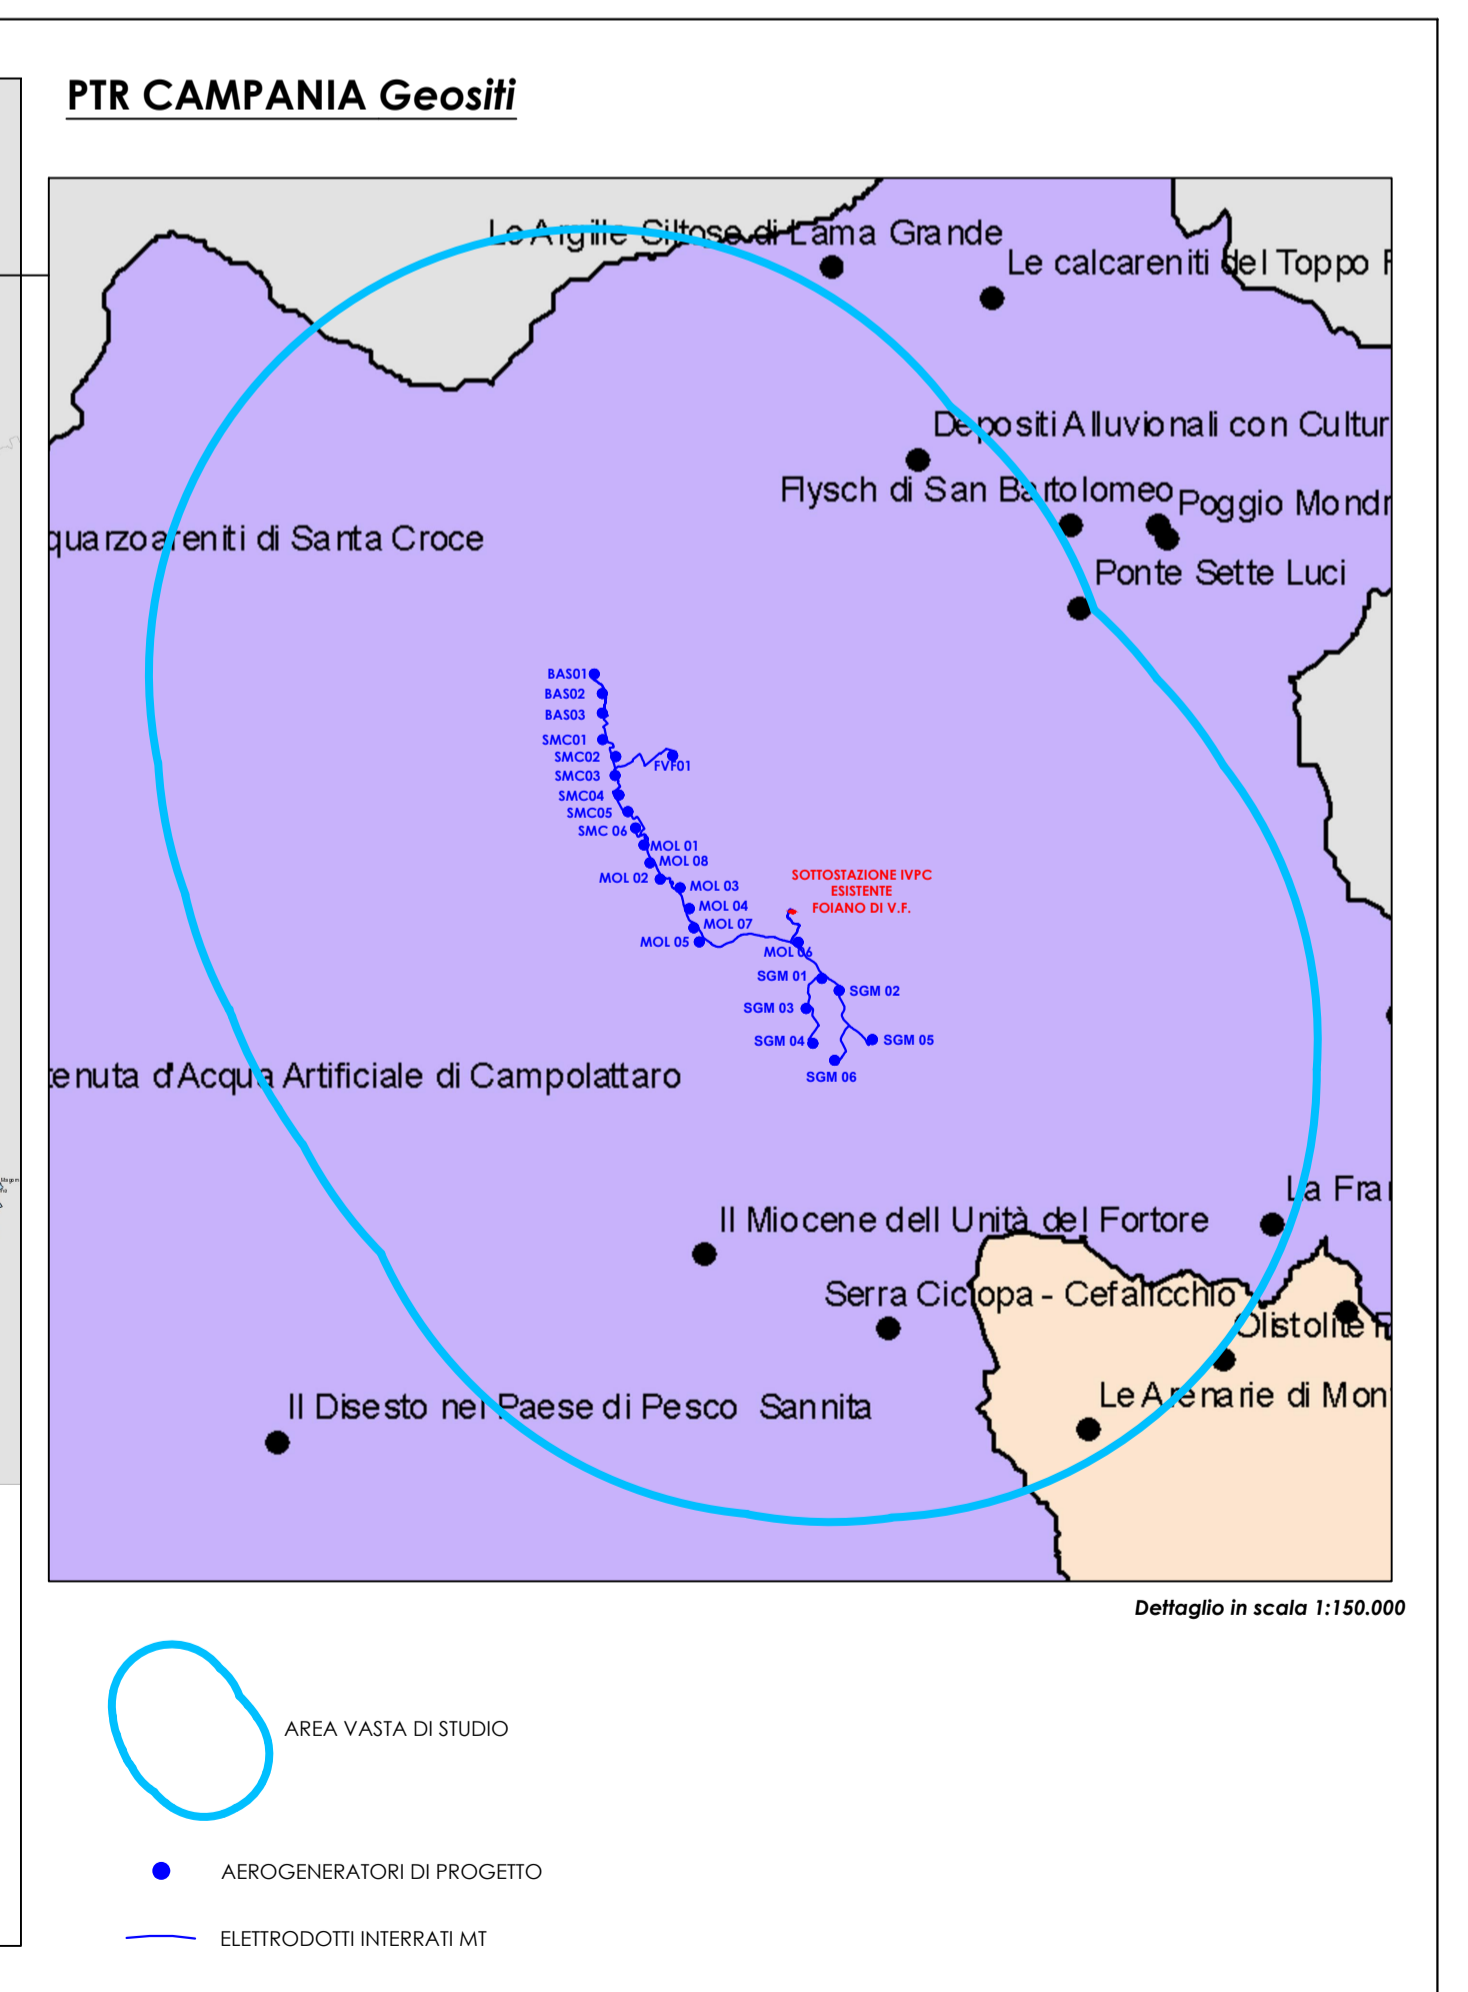 PTR CAMPANIA Geositi
Le Argille Siltose di Lama Grande
Le calcareniti del Toppo F
Depositi Alluvionali con Cultur
Flysch di San Bartolomeo
Poggio Mondr
quarzoareniti di Santa Croce
Ponte Sette Luci
BAS01
BAS02
BAS03
SMC01
SMC02
FVF01
SMC03
SMC04
SMC05
SMC 06
MOL 01
MOL 08
MOL 02
MOL 03
MOL 04
MOL 07
MOL 05
SOTTOSTAZIONE IVPC
ESISTENTE
FOIANO DI V.F.
MOL 06
SGM 01
SGM 02
SGM 03
SGM 04
SGM 05
SGM 06
tenuta d'Acqua Artificiale di Campolattaro
La Fra
Il Miocene dell Unità del Fortore
Serra Ciclopa - Cefalicchio
Olistolite
Le Arenarie di Mon
Il Disesto nel Paese di Pesco Sannita
Dettaglio in scala 1:150.000
AREA VASTA DI STUDIO
AEROGENERATORI DI PROGETTO
ELETTRODOTTI INTERRATI MT